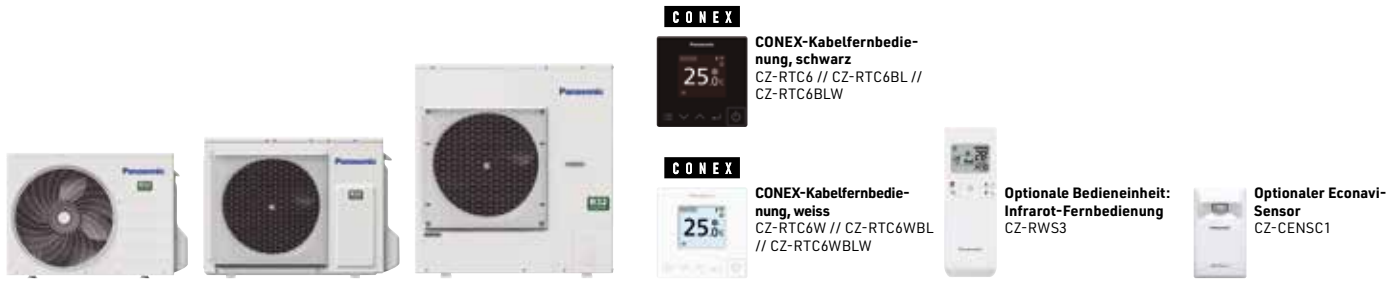 CONEX
Panasonic
25.0
CONEX-Kabelfernbedie-
nung, schwarz
CZ-RTC6 // CZ-RTC6BL //
CZ-RTC6BLW
Panasonic
Panasonic
Panasonic
R32
CONEX
25.0
CONEX-Kabelfernbedie-
nung, weiss
CZ-RTC6W // CZ-RTC6WBL
// CZ-RTC6WBLW
Optionale Bedieneinheit:
Infrarot-Fernbedienung
CZ-RWS3
Optionaler Econavi-
Sensor
CZ-CENSC1